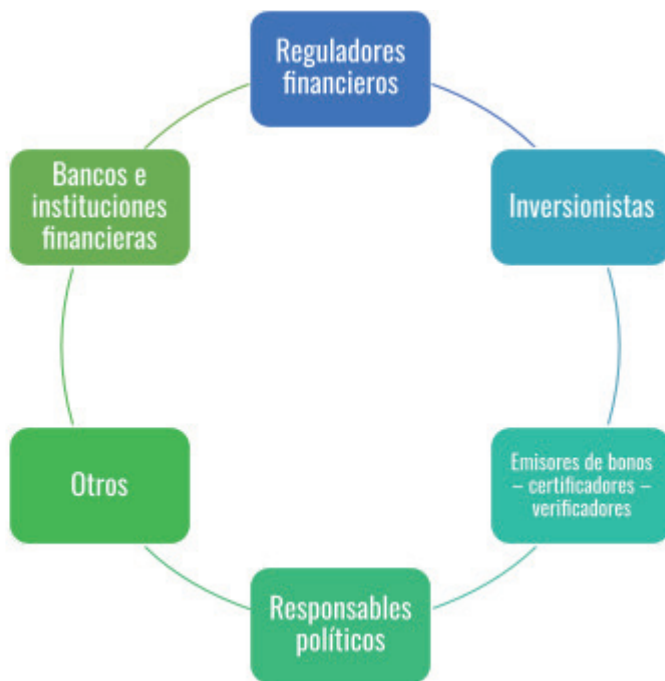 Reguladores
financieros
Inversionistas
Emisores de bonos
– certificadores –
verificadores
Responsables
políticos
Otros
Bancos e
instituciones
financieras